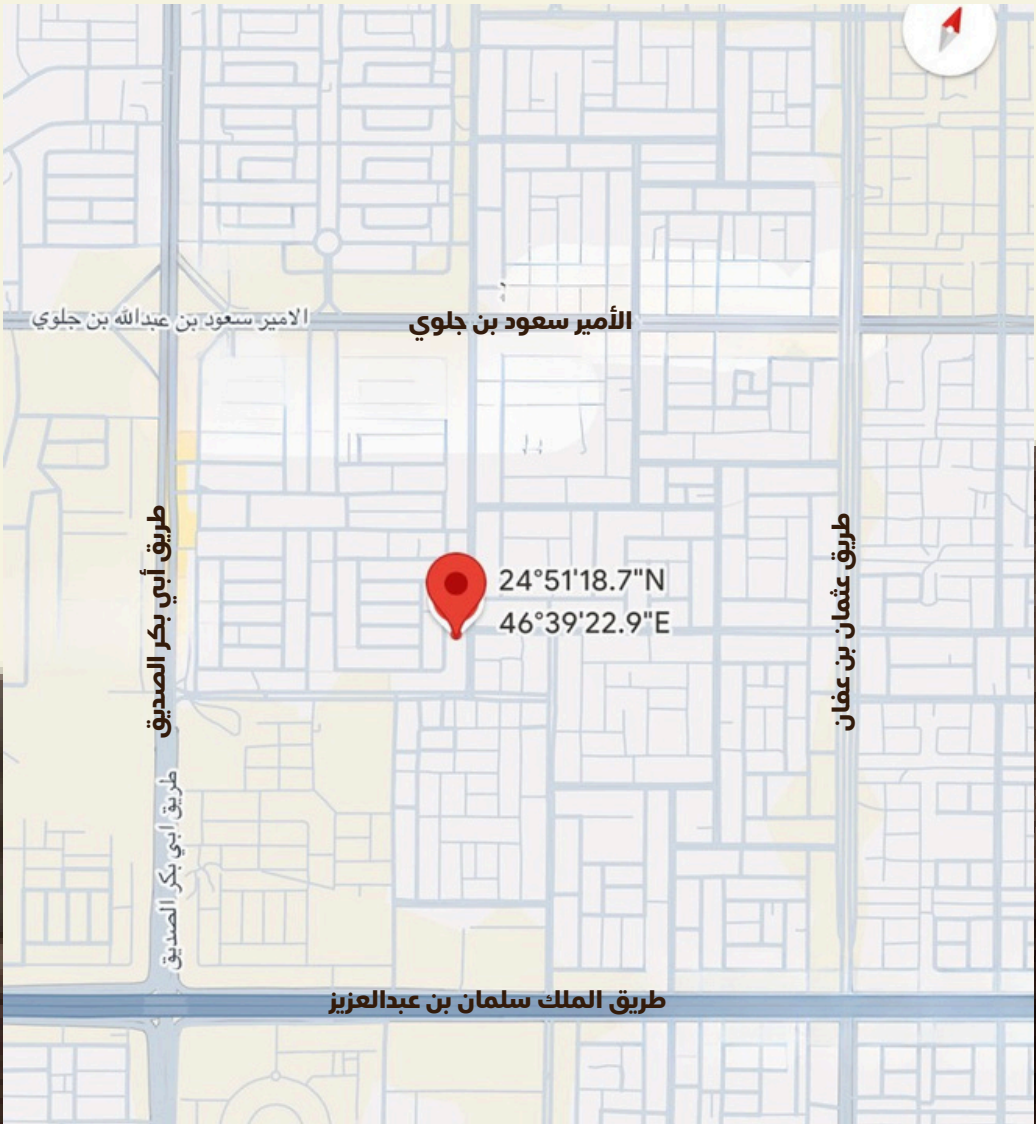 الامير سعود بن عبدالله بن جلوي
الأمير سعود بن جلوي
طريق أبي بكر الصديق
طريق عثمان بن عفان
24°51'18.7"N
46°39'22.9"E
طريق ابي بكر الصديق
طريق الملك سلمان بن عبدالعزيز